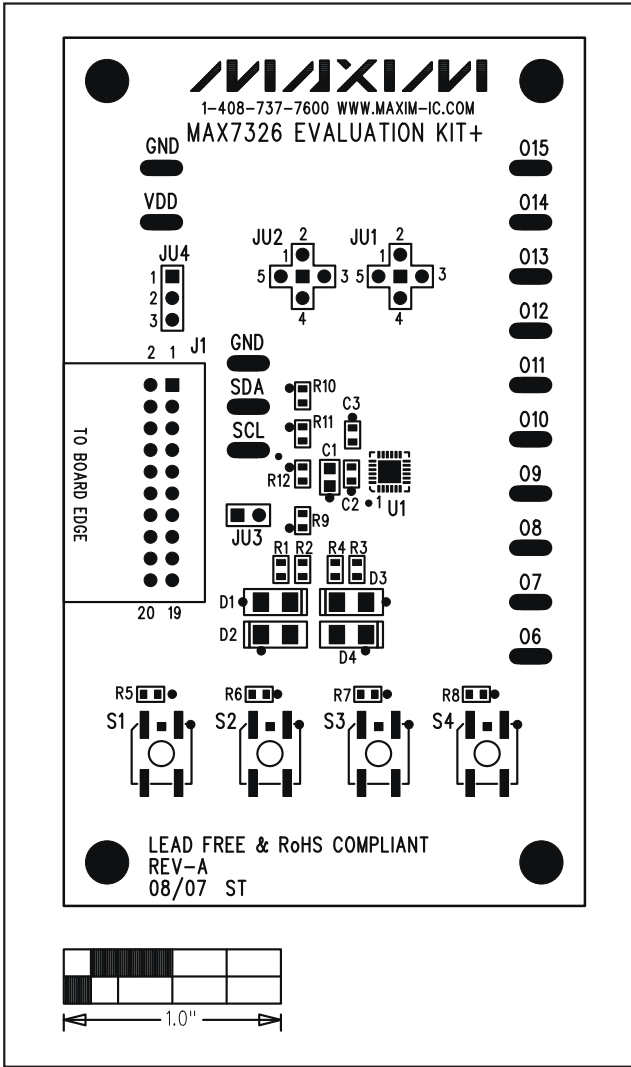 MAXIM
1-408-737-7600 WWW.MAXIM-IC.COM
MAX7326 EVALUATION KIT+
GND
VDD
JU4
1
2
3
JU2
1
2
3
4
5
JU1
1
2
3
4
5
O15
O14
O13
O12
O11
O10
O9
O8
O7
O6
J1
2 1
TO BOARD EDGE
20 19
GND
SDA
SCL
R10
R11
R12
C3
C1
C2
1
U1
JU3
R9
R1 R2 R4 R3
D1
D3
D2
D4
R5 R6 R7 R8
S1 S2 S3 S4
LEAD FREE & RoHS COMPLIANT
REV-A
08/07 ST
1.0"